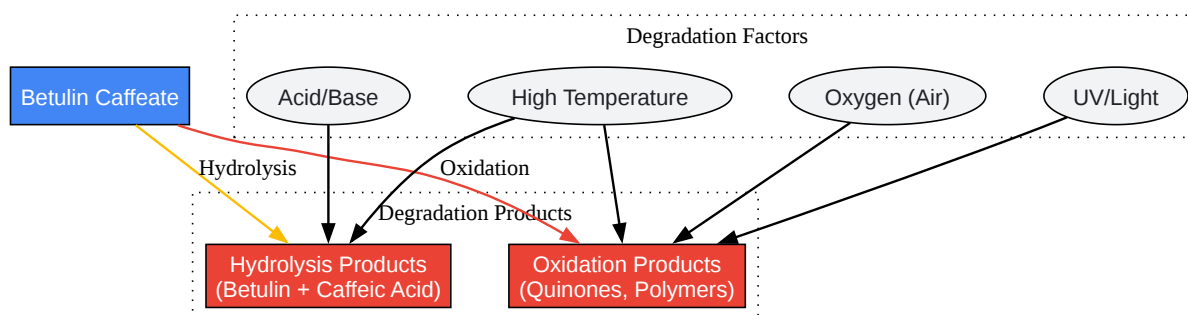 Degradation Factors
Betulin Caffeate
Acid/Base
High Temperature
Oxygen (Air)
UV/Light
Hydrolysis
Oxidation
Degradation Products
Hydrolysis Products
(Betulin + Caffeic Acid)
Oxidation Products
(Quinones, Polymers)